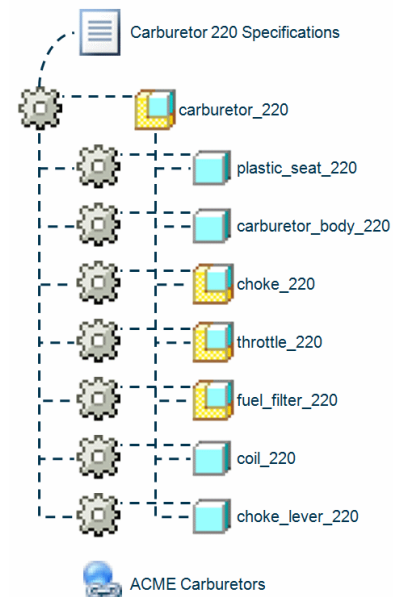 Carburetor 220 Specifications
carburetor_220
plastic_seat_220
carburetor_body_220
choke_220
throttle_220
fuel_filter_220
coil_220
choke_lever_220
ACME Carburetors